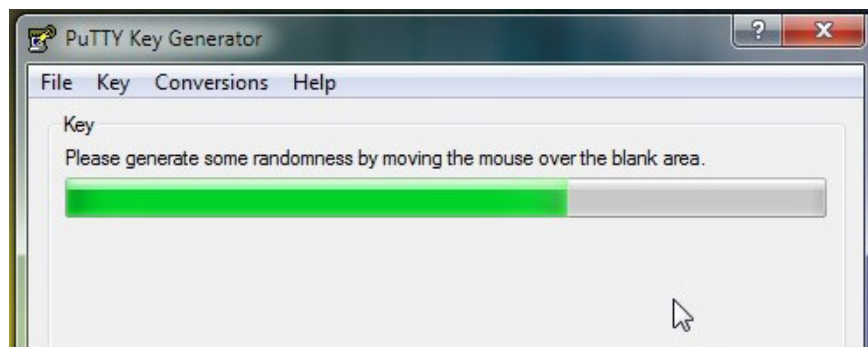 PuTTY Key Generator
?
File Key Conversions Help
Key
Please generate some randomness by moving the mouse over the blank area.